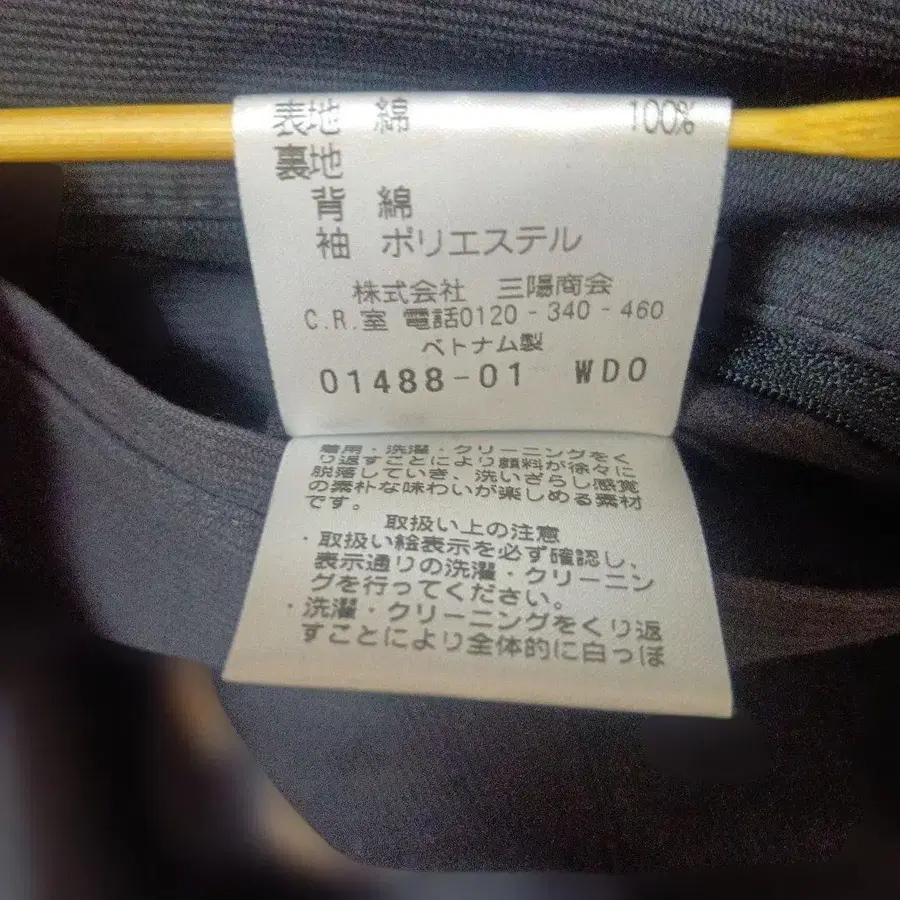 表地 綿 100%
裏地
背 綿
袖 ポリエステル
株式会社 三陽商会
C.R.室 電話0120-340-460
ベトナム製
01488-01 WDO
着用・洗濯・クリーニングをく
り返すことにより顔料が徐々に
脱落していき、洗いざらし感覚
の素朴な味わいが楽しめる素材
です。
取扱い上の注意
・取扱い絵表示を必ず確認し、
表示通りの洗濯・クリーニン
グを行ってください。
・洗濯・クリーニングをくり返
すことにより全体的に白っぽ